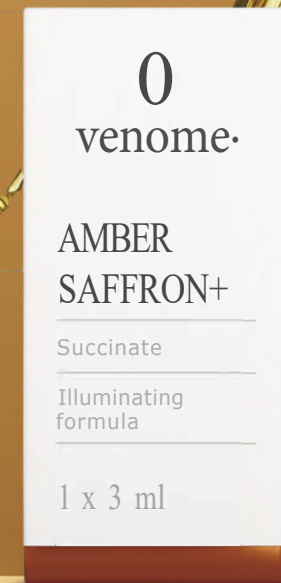 0
venome·
AMBER
SAFFRON+
Succinate
Illuminating
formula
1 x 3 ml